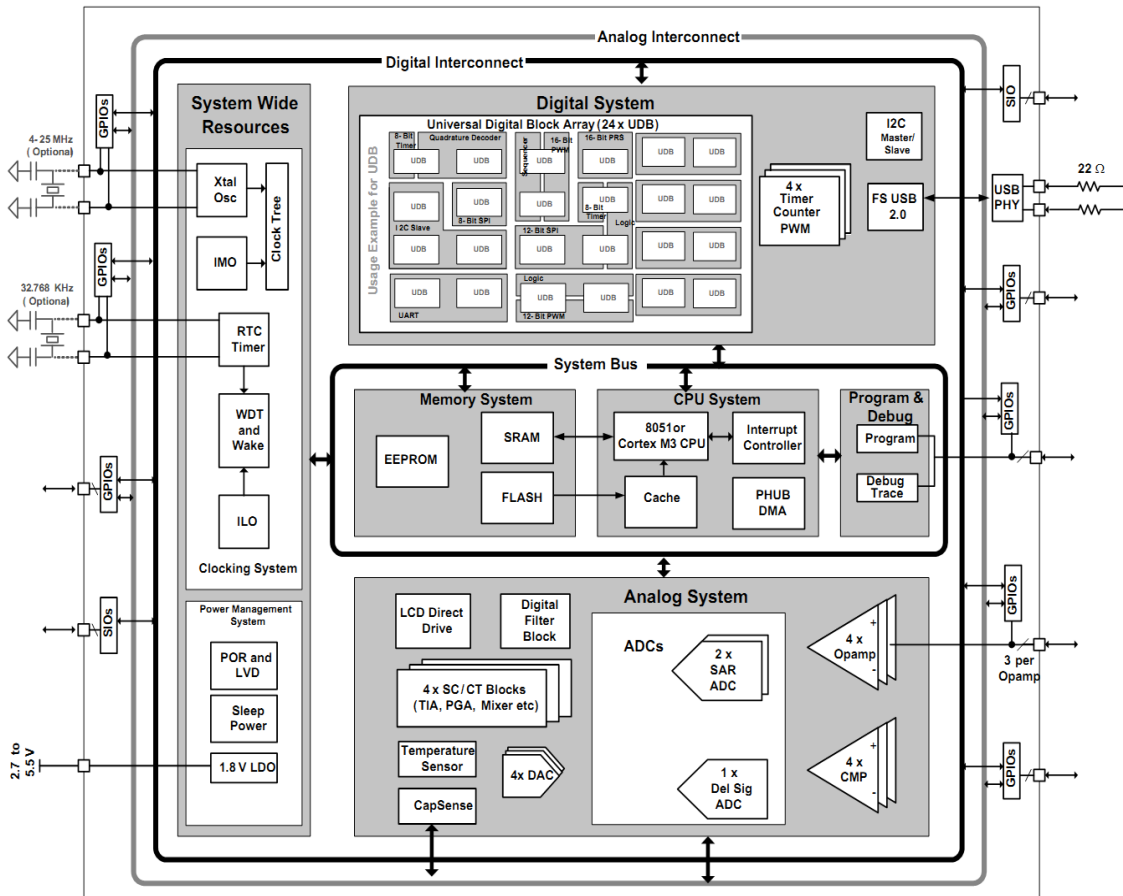 Analog Interconnect
Digital Interconnect
System Wide
Resources
GPIOs
4- 25 MHz
( Optional)
Xtal
Osc
Clock Tree
IMO
GPIOs
32.768 KHz
( Optional)
RTC
Timer
WDT
and
Wake
GPIOs
ILO
Clocking System
SIOs
Power Management
System
POR and
LVD
Sleep
Power
1.8 V LDO
2.7 to
5.5 V
Digital System
Universal Digital Block Array (24 x UDB)
Usage Example for UDB
8- Bit
Timer
Quadrature Decoder
Sequencer
16- Bit
PWM
16- Bit PRS
UDB
UDB
UDB
UDB
UDB
UDB
UDB
UDB
UDB
UDB
UDB
UDB
UDB
I2C Slave
8- Bit SPI
8- Bit
Timer
Logic
12- Bit SPI
UDB
UDB
UDB
UDB
UDB
UDB
Logic
UDB
UDB
UDB
UDB
UDB
UDB
UART
12- Bit PWM
4 x
Timer
Counter
PWM
I2C
Master/
Slave
FS USB
2.0
SIO
USB
PHY
22 Ω
GPIOs
System Bus
Memory System
EEPROM
SRAM
FLASH
CPU System
8051or
Cortex M3 CPU
Interrupt
Controller
Cache
PHUB
DMA
Program &
Debug
Program
Debug
Trace
GPIOs
Analog System
LCD Direct
Drive
Digital
Filter
Block
4 x SC/ CT Blocks
(TIA, PGA, Mixer etc)
Temperature
Sensor
4x DAC
CapSense
ADCs
2 x
SAR
ADC
1 x
Del Sig
ADC
+
4 x
Opamp
-
+
4 x
CMP
-
GPIOs
3 per
Opamp
GPIOs